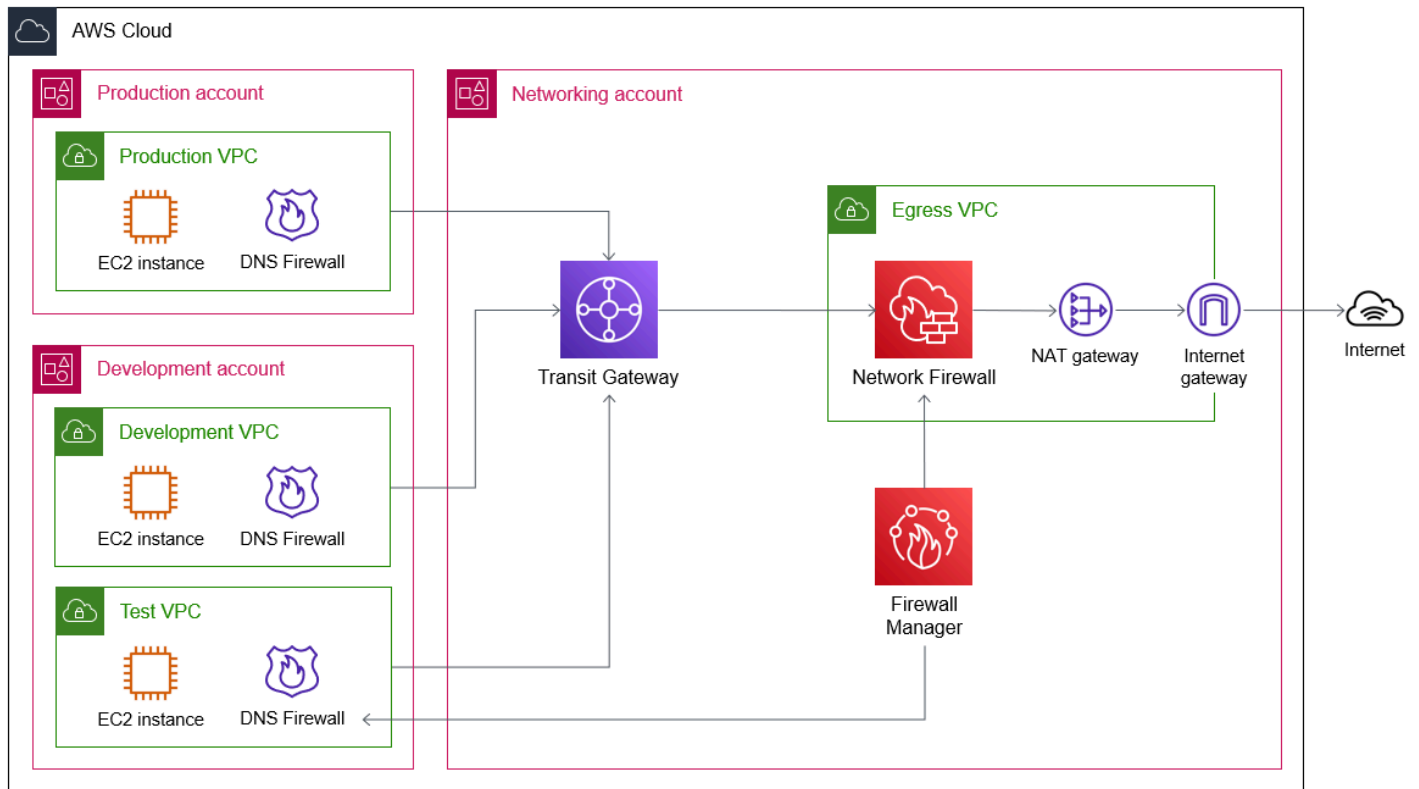 AWS Cloud
Production account
Networking account
Production VPC
EC2 instance
DNS Firewall
Egress VPC
Transit Gateway
Network Firewall
NAT gateway
Internet
gateway
Internet
Development account
Development VPC
EC2 instance
DNS Firewall
Firewall
Manager
Test VPC
EC2 instance
DNS Firewall